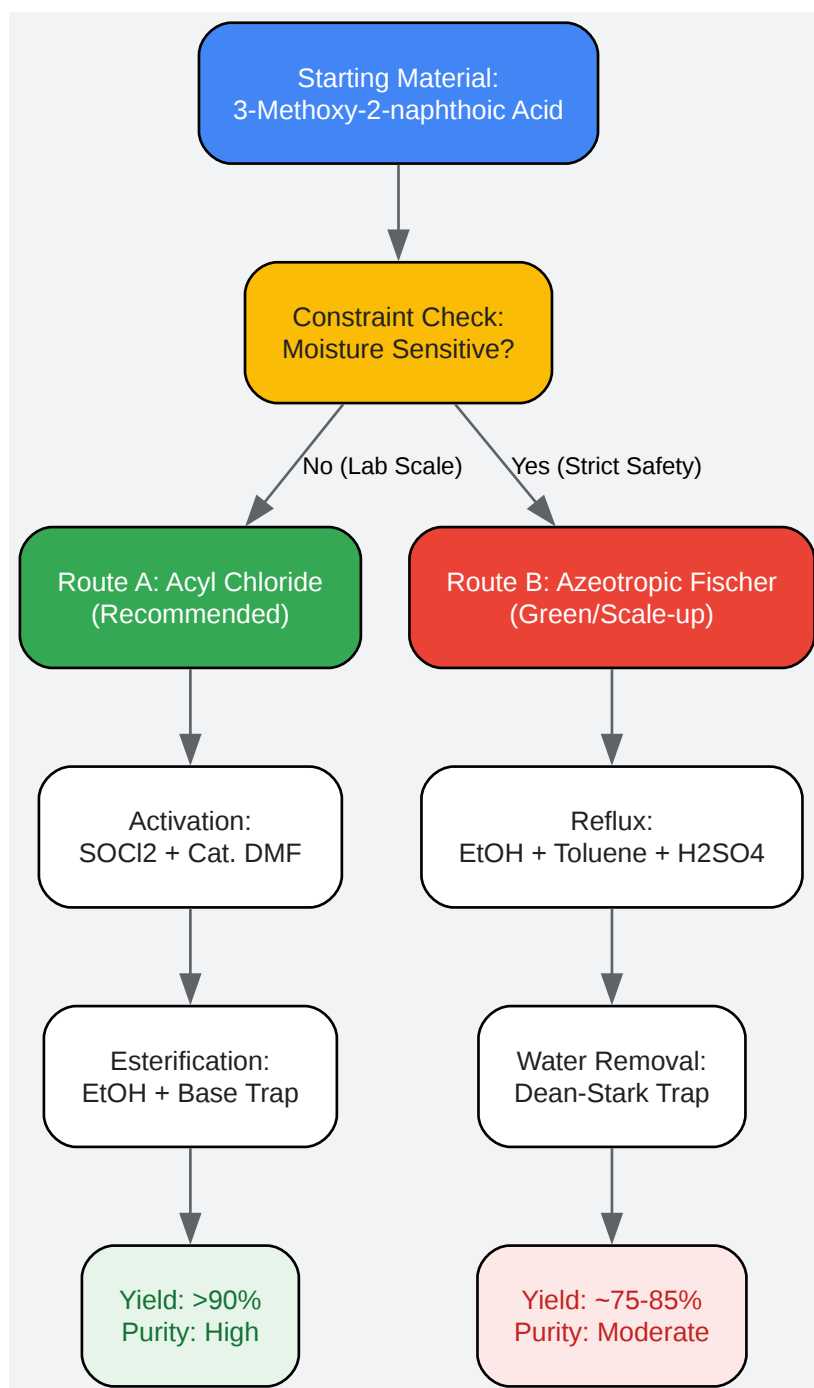 Starting Material:
3-Methoxy-2-naphthoic Acid
Constraint Check:
Moisture Sensitive?
No (Lab Scale)
Yes (Strict Safety)
Route A: Acyl Chloride
(Recommended)
Route B: Azeotropic Fischer
(Green/Scale-up)
Activation:
SOCl2 + Cat. DMF
Reflux:
EtOH + Toluene + H2SO4
Esterification:
EtOH + Base Trap
Water Removal:
Dean-Stark Trap
Yield: >90%
Purity: High
Yield: ~75-85%
Purity: Moderate